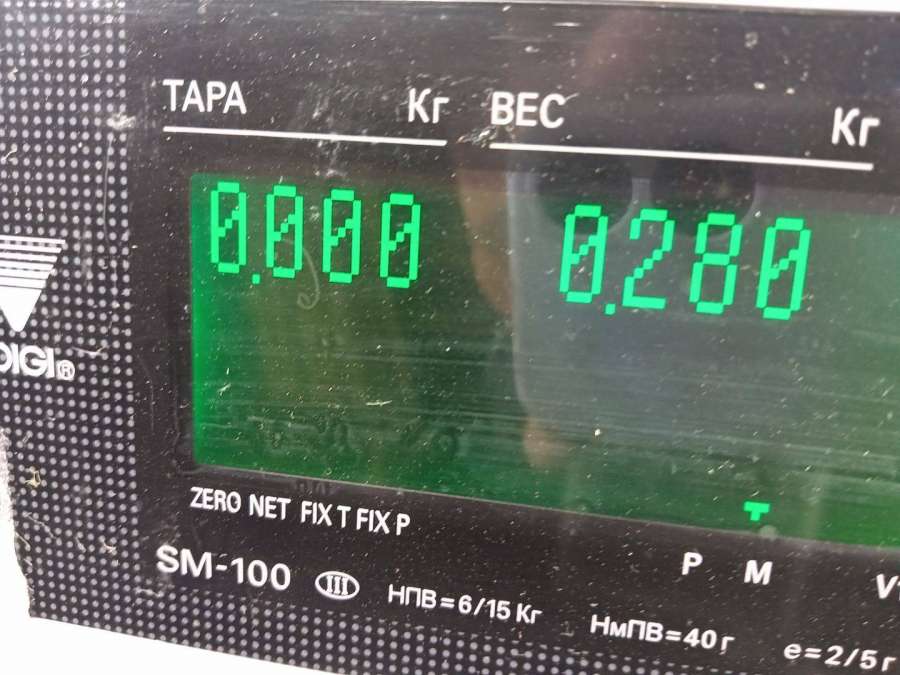 ТАРА Кг ВЕС Кг
0.000 0.280
DIGI®
ZERO NET FIX T FIX P
P M
SM-100 III НПВ=6/15 Кг НмПВ=40 г e=2/5 г